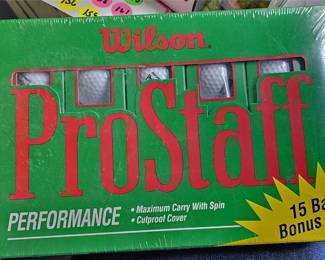 Wilson
ProStaff
PERFORMANCE
• Maximum Carry With Spin
• Cutproof Cover
15 Ba
Bonus